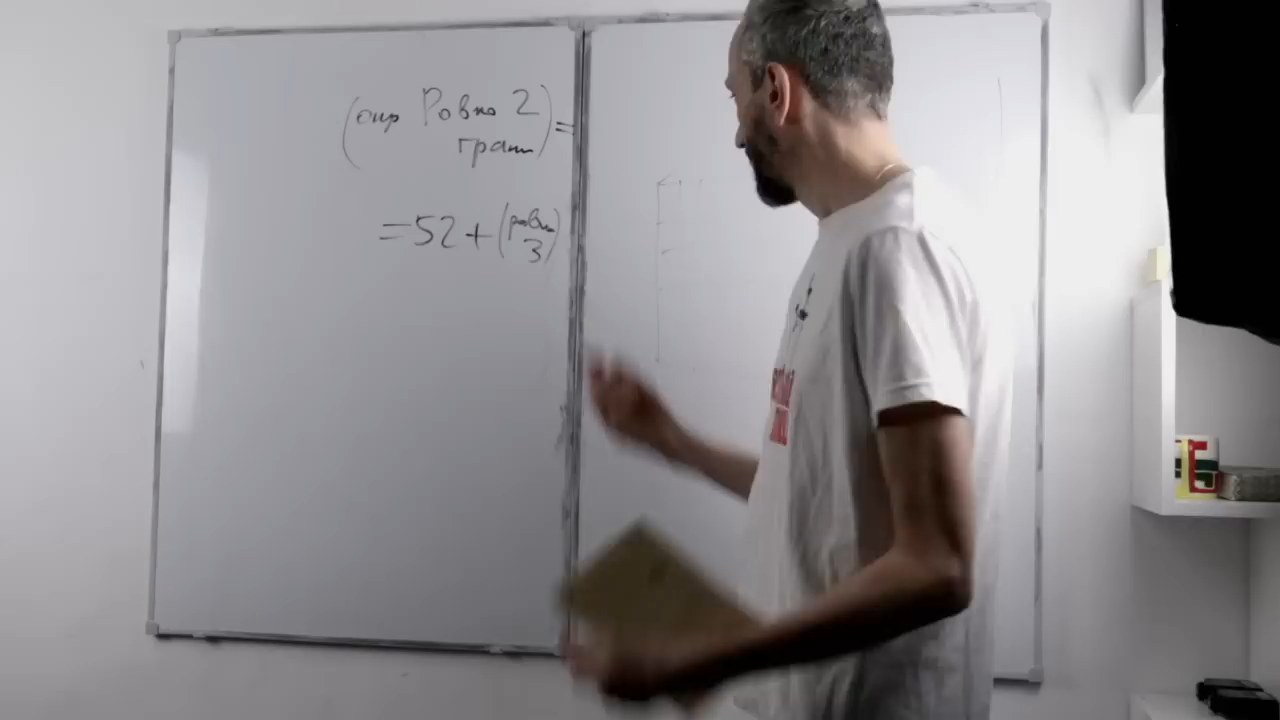 (окр Ровно 2
грани) =
= 52 + (ровно
3)